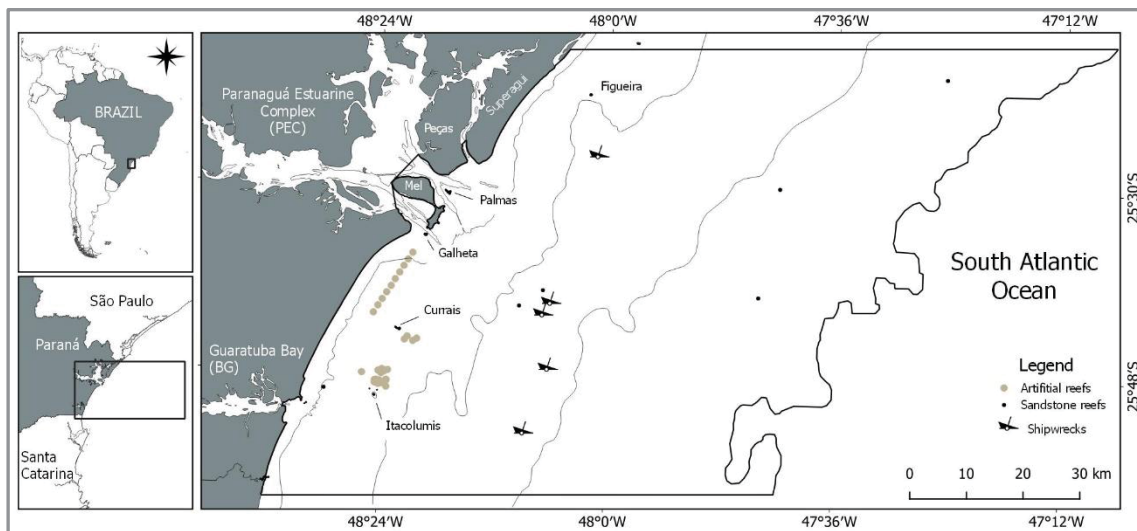 48°24'W
48°0'W
47°36'W
47°12'W
BRAZIL
Paranaguá Estuarine
Complex
(PEC)
Superagui
Peças
Figueira
Mel
Palmas
25°30'S
Galheta
South Atlantic
Ocean
São Paulo
Paraná
Currais
Guaratuba Bay
(BG)
Legend
Artifitial reefs
Sandstone reefs
Shipwrecks
25°48'S
Itacolumis
Santa
Catarina
0 10 20 30 km
48°24'W
48°0'W
47°36'W
47°12'W